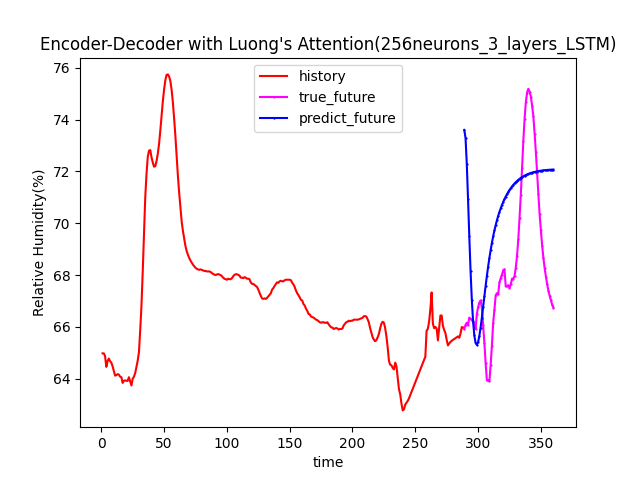 Encoder-Decoder with Luong's Attention(256neurons_3_layers_LSTM)
history
true_future
predict_future
Relative Humidity(%)
76
74
72
70
68
66
64
0 50 100 150 200 250 300 350
time